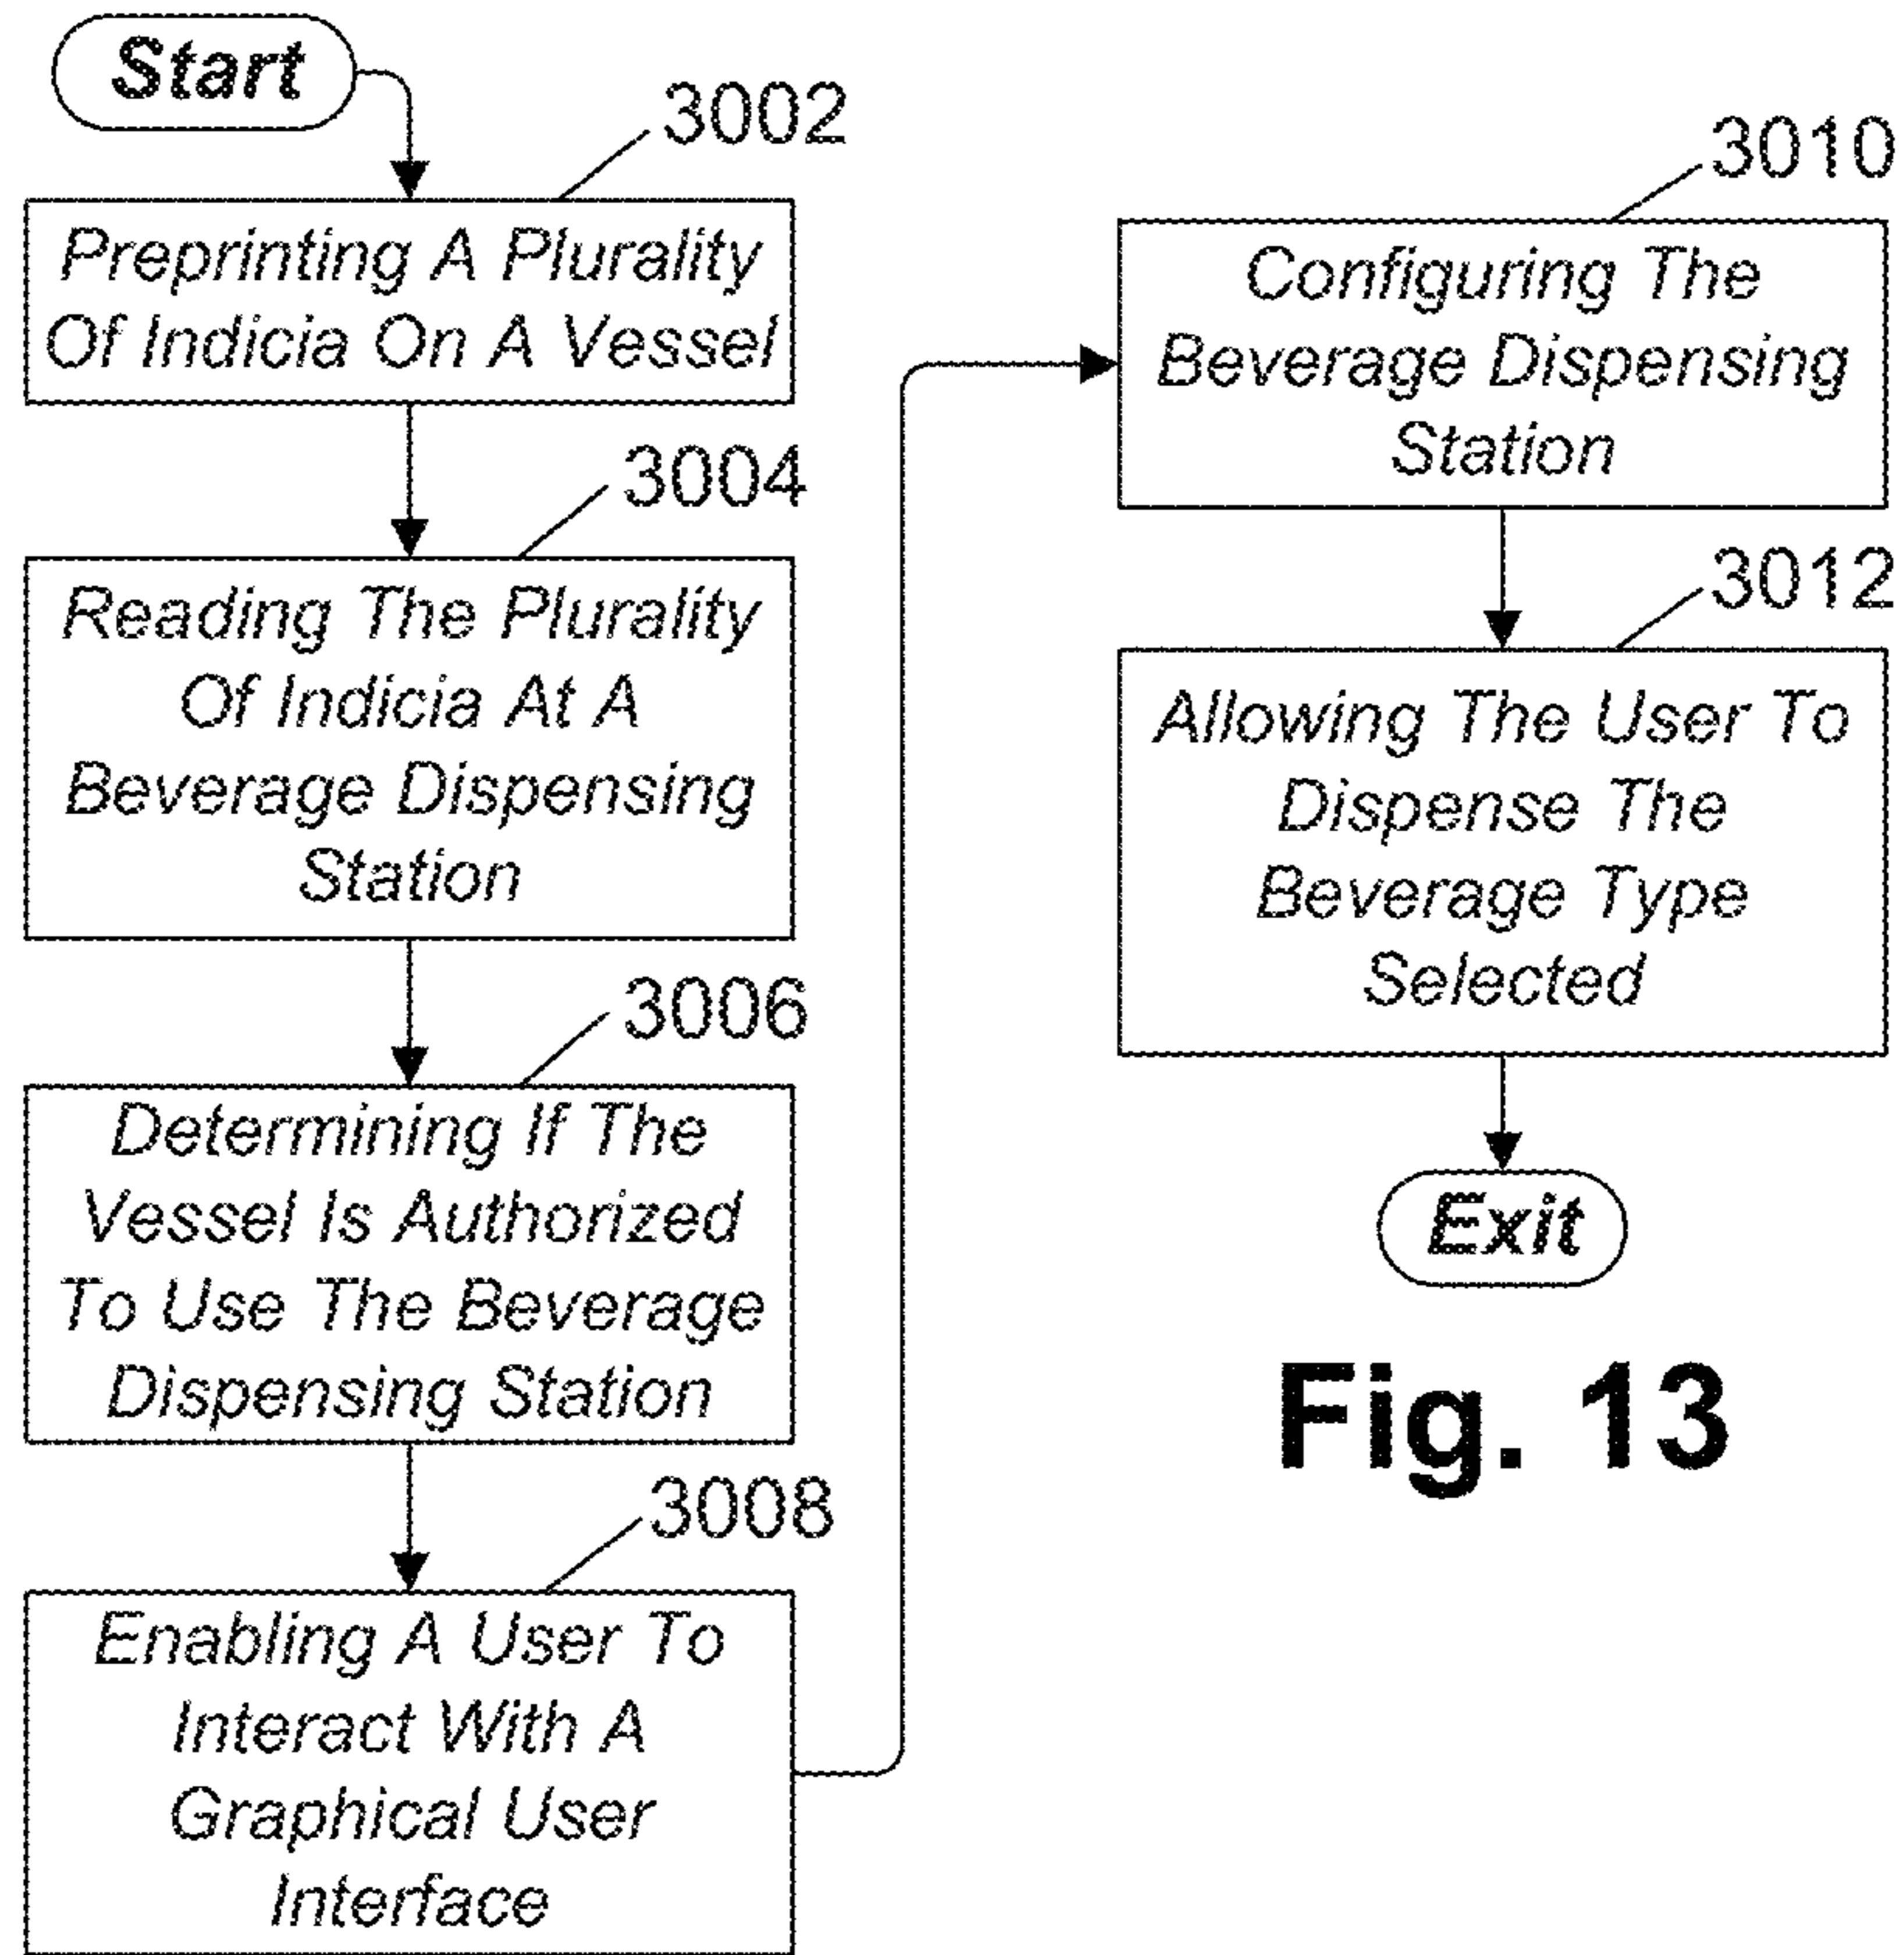 Start
3002
Preprinting A Plurality
Of Indicia On A Vessel
3004
Reading The Plurality
Of Indicia At A
Beverage Dispensing
Station
3006
Determining If The
Vessel Is Authorized
To Use The Beverage
Dispensing Station
3008
Enabling A User To
Interact With A
Graphical User
Interface
3010
Configuring The
Beverage Dispensing
Station
3012
Allowing The User To
Dispense The
Beverage Type
Selected
Exit
Fig. 13